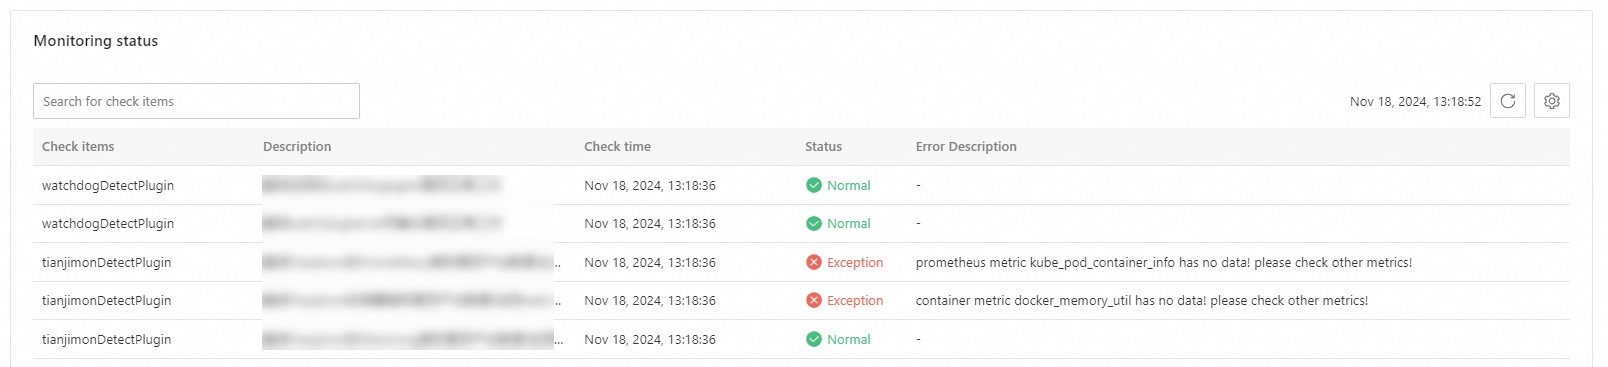 Monitoring status
Search for check items
Nov 18, 2024, 13:18:52
Check items Description Check time Status Error Description
watchdogDetectPlugin Nov 18, 2024, 13:18:36 Normal -
watchdogDetectPlugin Nov 18, 2024, 13:18:36 Normal -
tianjimonDetectPlugin Nov 18, 2024, 13:18:36 Exception prometheus metric kube_pod_container_info has no data! please check other metrics!
tianjimonDetectPlugin Nov 18, 2024, 13:18:36 Exception container metric docker_memory_util has no data! please check other metrics!
tianjimonDetectPlugin Nov 18, 2024, 13:18:36 Normal -